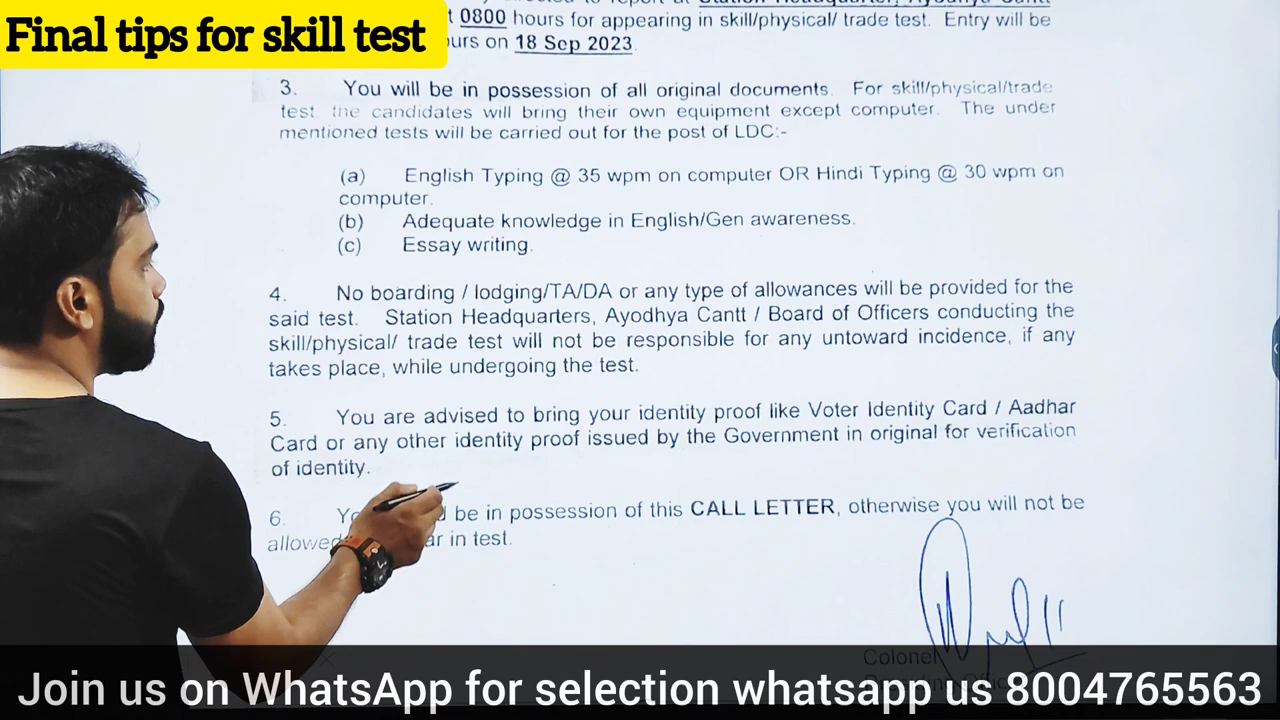 Final tips for skill test
to report at Station Headquarter, Ayodhya Cantt
0800 hours for appearing in skill/physical/ trade test. Entry will be
on 18 Sep 2023.
3. You will be in possession of all original documents. For skill/physical/trade
test, the candidates will bring their own equipment except computer. The under
mentioned tests will be carried out for the post of LDC:-
(a) English Typing @ 35 wpm on computer OR Hindi Typing @ 30 wpm on
computer.
(b) Adequate knowledge in English/Gen awareness.
(c) Essay writing.
4. No boarding / lodging/TA/DA or any type of allowances will be provided for the
said test. Station Headquarters, Ayodhya Cantt / Board of Officers conducting the
skill/physical/ trade test will not be responsible for any untoward incidence, if any
takes place, while undergoing the test.
5. You are advised to bring your identity proof like Voter Identity Card / Aadhar
Card or any other identity proof issued by the Government in original for verification
of identity.
6. be in possession of this CALL LETTER, otherwise you will not be
allowed in test.
Colonel
Join us on WhatsApp for selection whatsapp us 8004765563